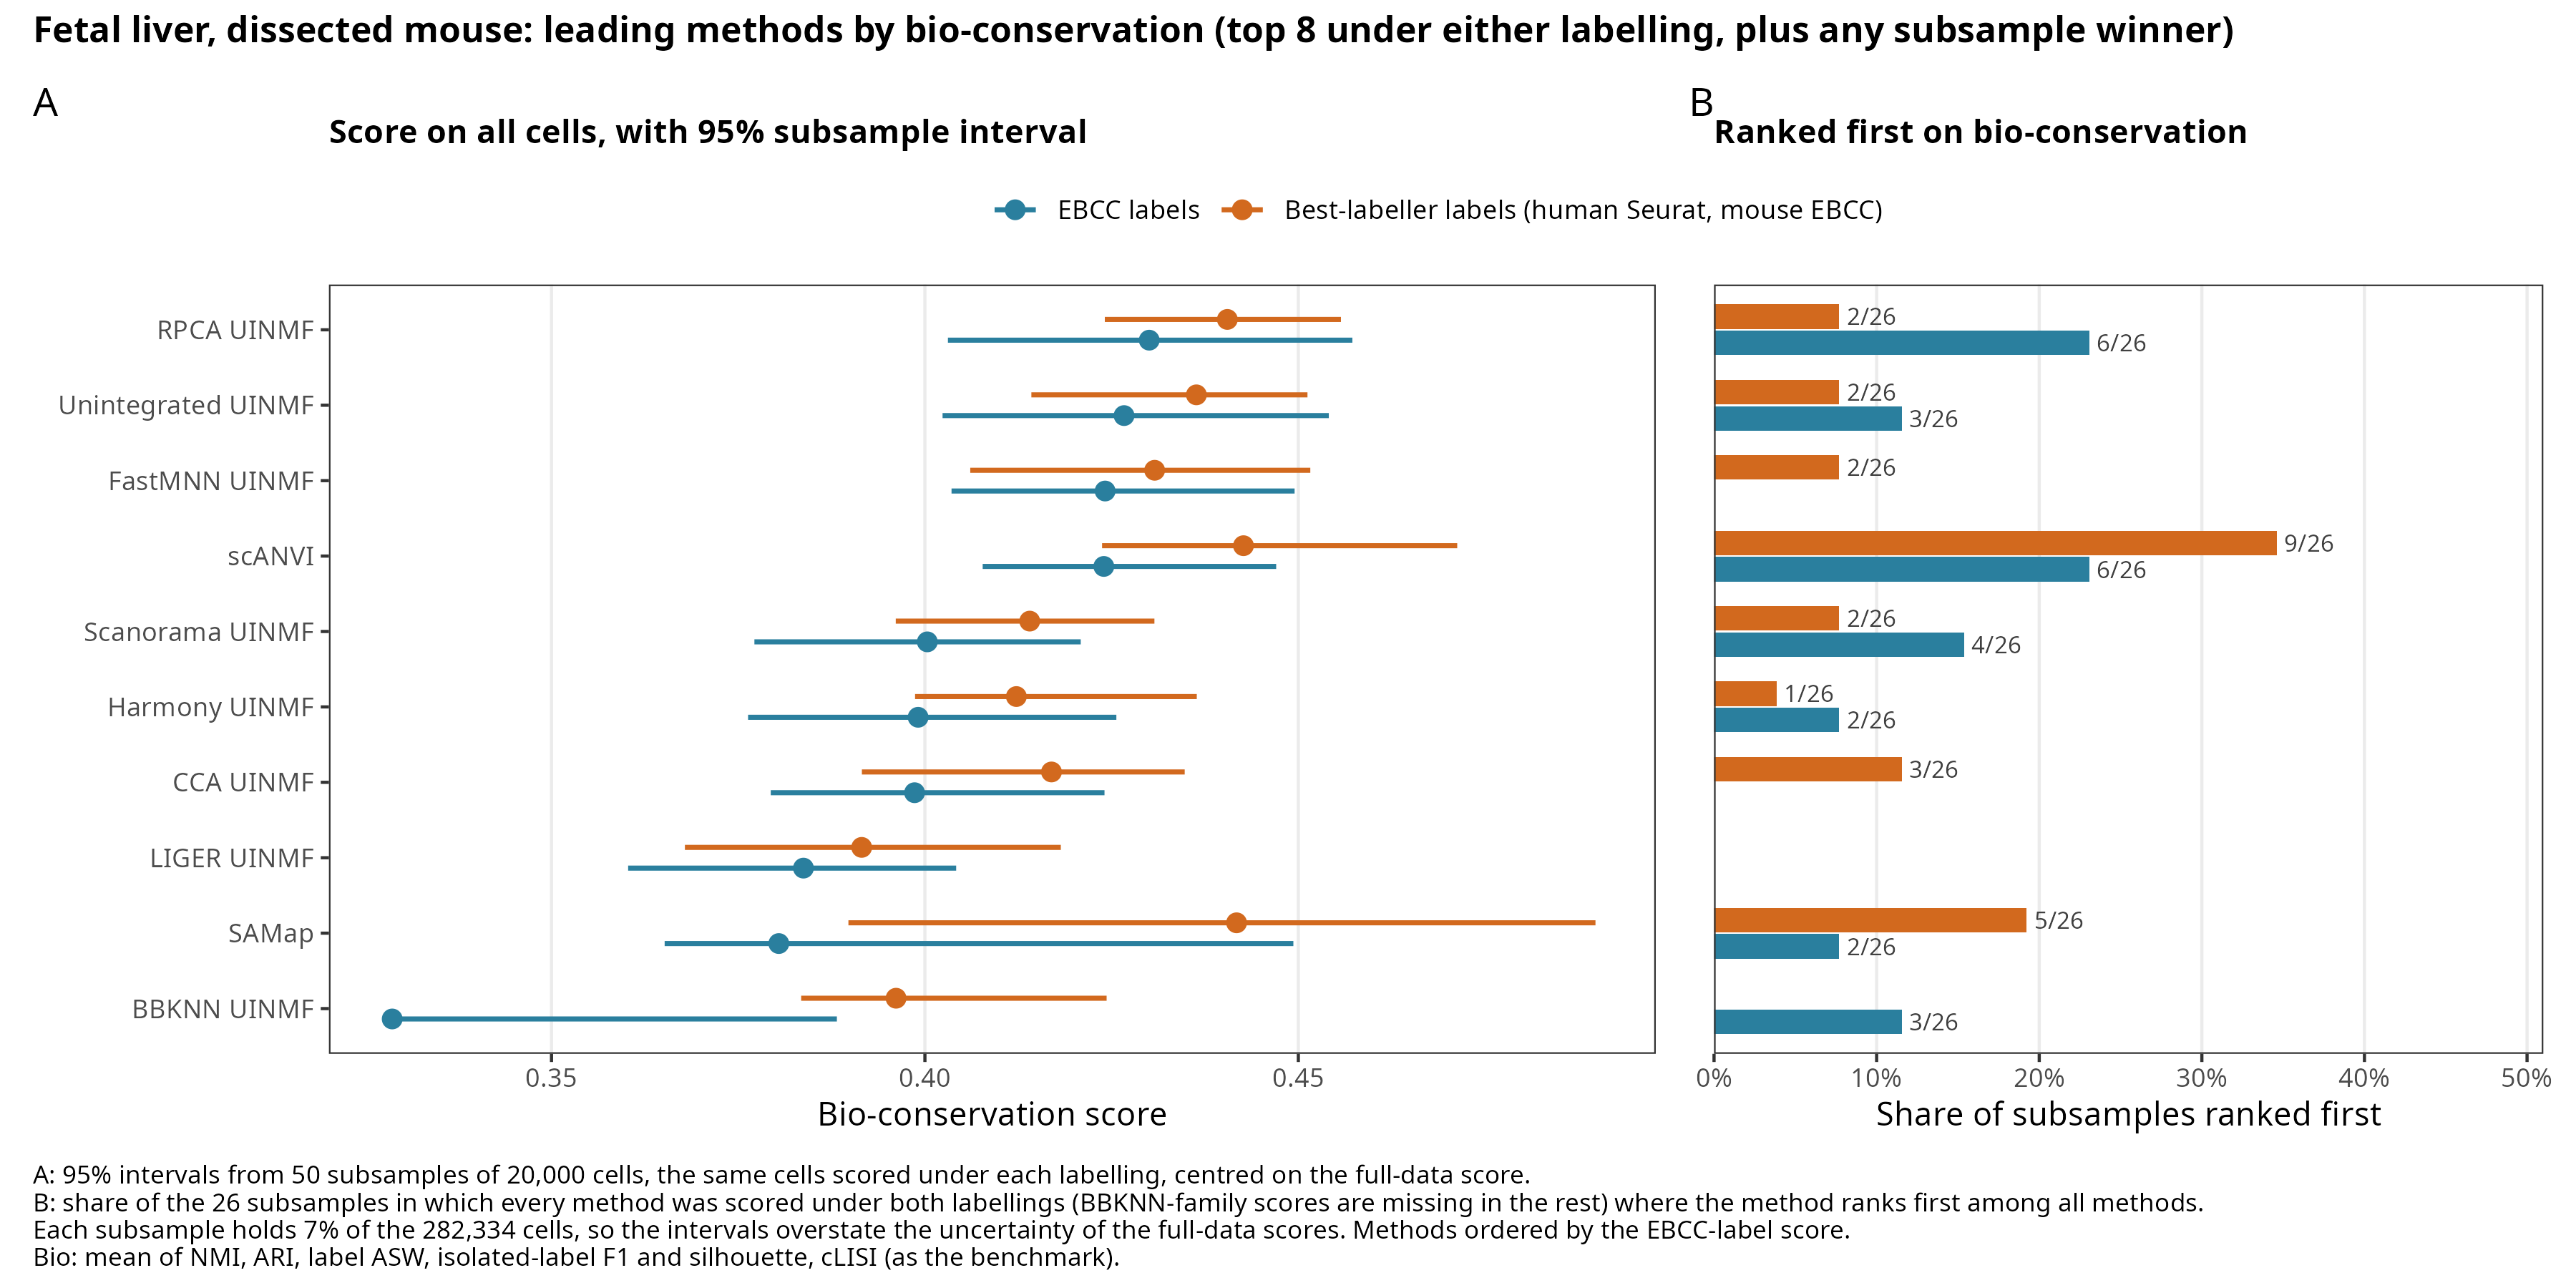 Fetal liver, dissected mouse: leading methods by bio-conservation (top 8 under either labelling, plus any subsample winner)
A
Score on all cells, with 95% subsample interval
B
Ranked first on bio-conservation
EBCC labels
Best-labeller labels (human Seurat, mouse EBCC)
RPCA UINMF
Unintegrated UINMF
FastMNN UINMF
scANVI
Scanorama UINMF
Harmony UINMF
CCA UINMF
LIGER UINMF
SAMap
BBKNN UINMF
0.35
0.40
0.45
Bio-conservation score
2/26
6/26
2/26
3/26
2/26
9/26
6/26
2/26
4/26
1/26
2/26
3/26
5/26
2/26
3/26
0%
10%
20%
30%
40%
50%
Share of subsamples ranked first
A: 95% intervals from 50 subsamples of 20,000 cells, the same cells scored under each labelling, centred on the full-data score.
B: share of the 26 subsamples in which every method was scored under both labellings (BBKNN-family scores are missing in the rest) where the method ranks first among all methods.
Each subsample holds 7% of the 282,334 cells, so the intervals overstate the uncertainty of the full-data scores. Methods ordered by the EBCC-label score.
Bio: mean of NMI, ARI, label ASW, isolated-label F1 and silhouette, cLISI (as the benchmark).